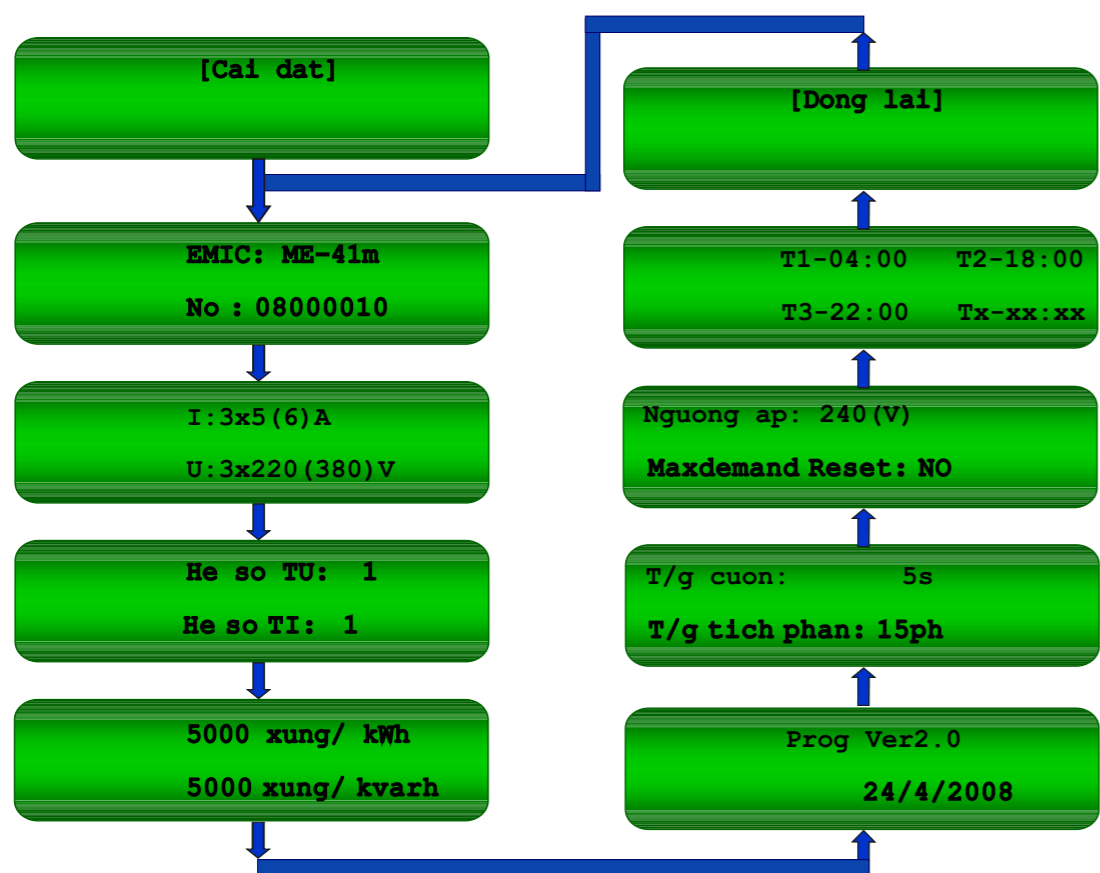 [Cai dat]
EMIC: ME-41m
No : 08000010
I:3x5(6)A
U:3x220(380)V
He so TU: 1
He so TI: 1
5000 xung/ kWh
5000 xung/ kvarh
Prog Ver2.0
24/4/2008
T/g cuon: 5s
T/g tich phan: 15ph
Nguong ap: 240(V)
Maxdemand Reset: NO
T1-04:00 T2-18:00
T3-22:00 Tx-xx:xx
[Dong lai]